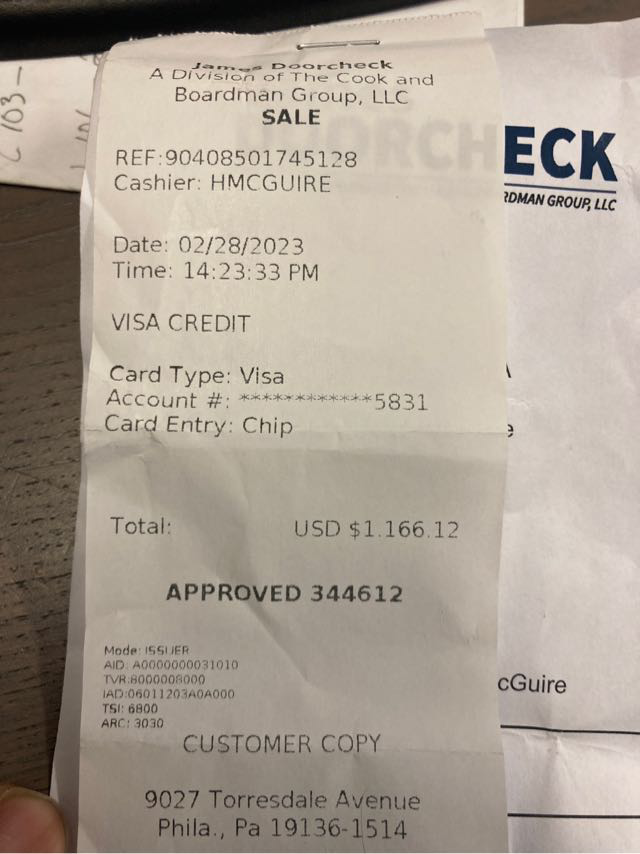 James Doorcheck
A Division of The Cook and
Boardman Group, LLC
SALE
REF:90408501745128
Cashier: HMCGUIRE
Date: 02/28/2023
Time: 14:23:33 PM
VISA CREDIT
Card Type: Visa
Account #: ************5831
Card Entry: Chip
Total: USD $1.166.12
APPROVED 344612
Mode: ISSUER
AID: A0000000031010
TVR:8000008000
IAD:06011203A0A000
TSI: 6800
ARC: 3030
CUSTOMER COPY
9027 Torresdale Avenue
Phila., Pa 19136-1514
ECK
RDMAN GROUP, LLC
cGuire
C 103-